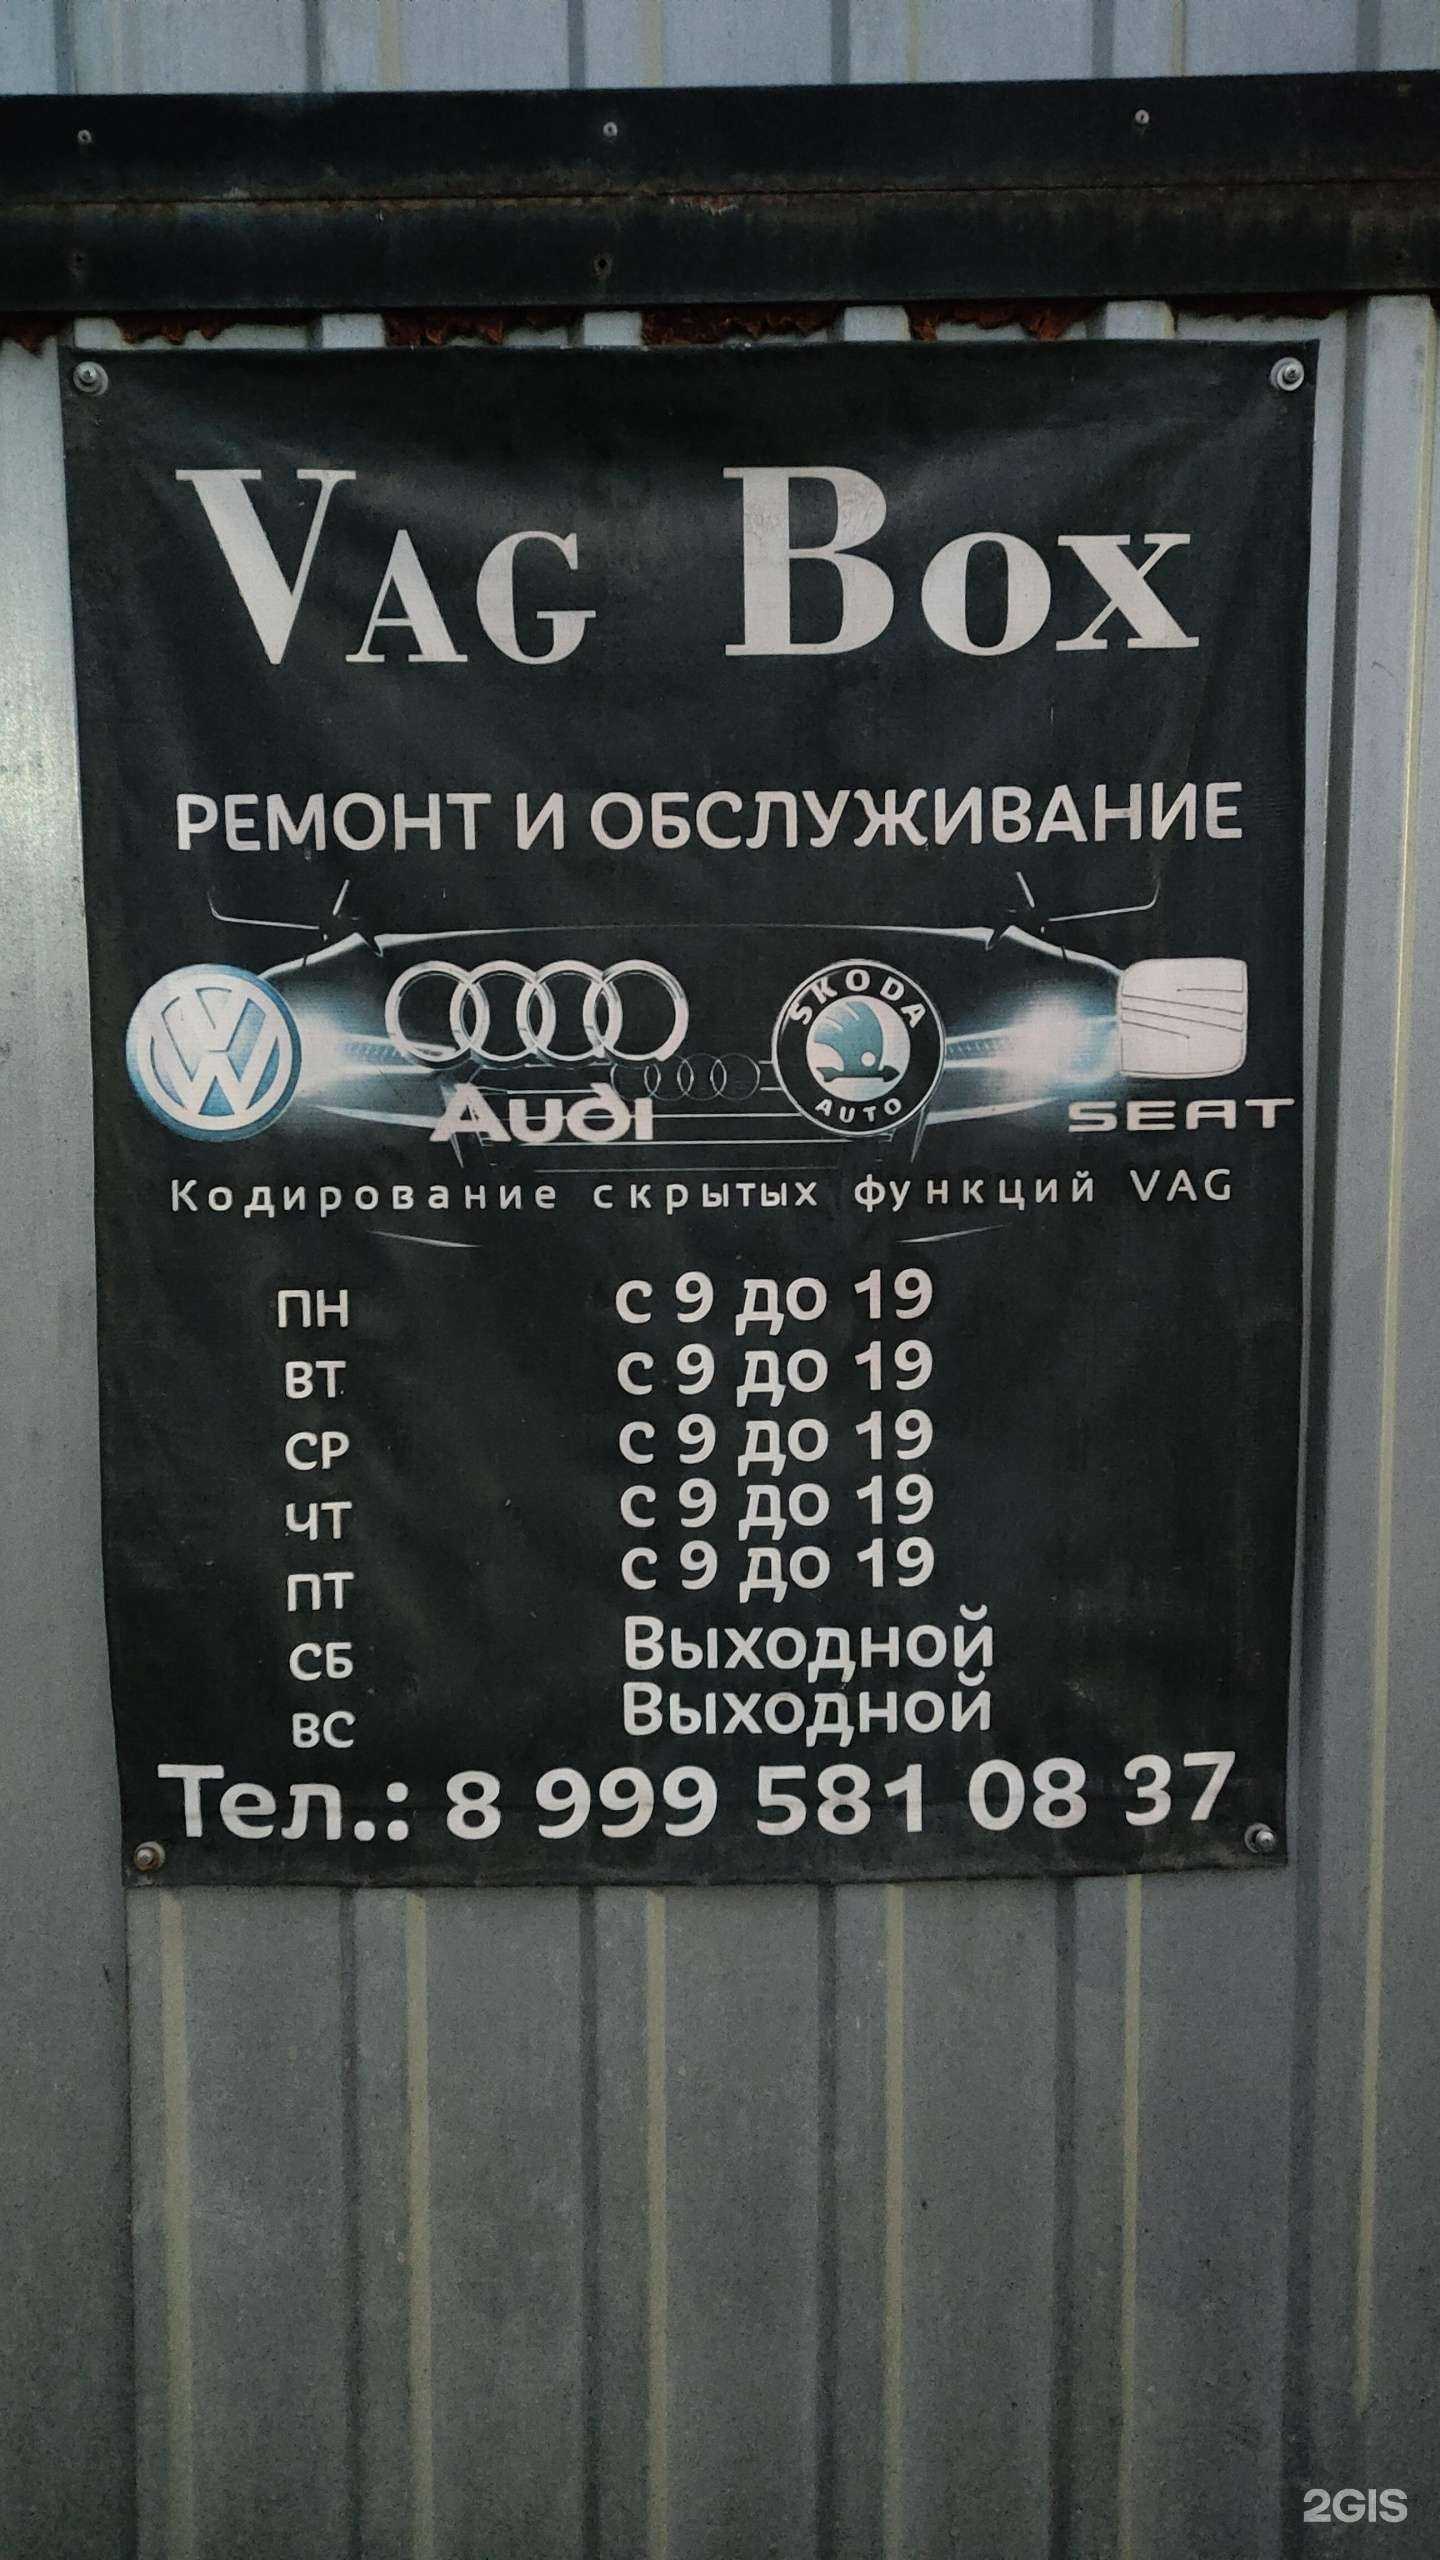 VAG BOX
РЕМОНТ И ОБСЛУЖИВАНИЕ
SKODA
AUTO
Audi
SEAT
Кодирование скрытых функций VAG
ПН с 9 до 19
ВТ с 9 до 19
СР с 9 до 19
ЧТ с 9 до 19
ПТ с 9 до 19
СБ Выходной
ВС Выходной
Тел.: 8 999 581 08 37
2GIS